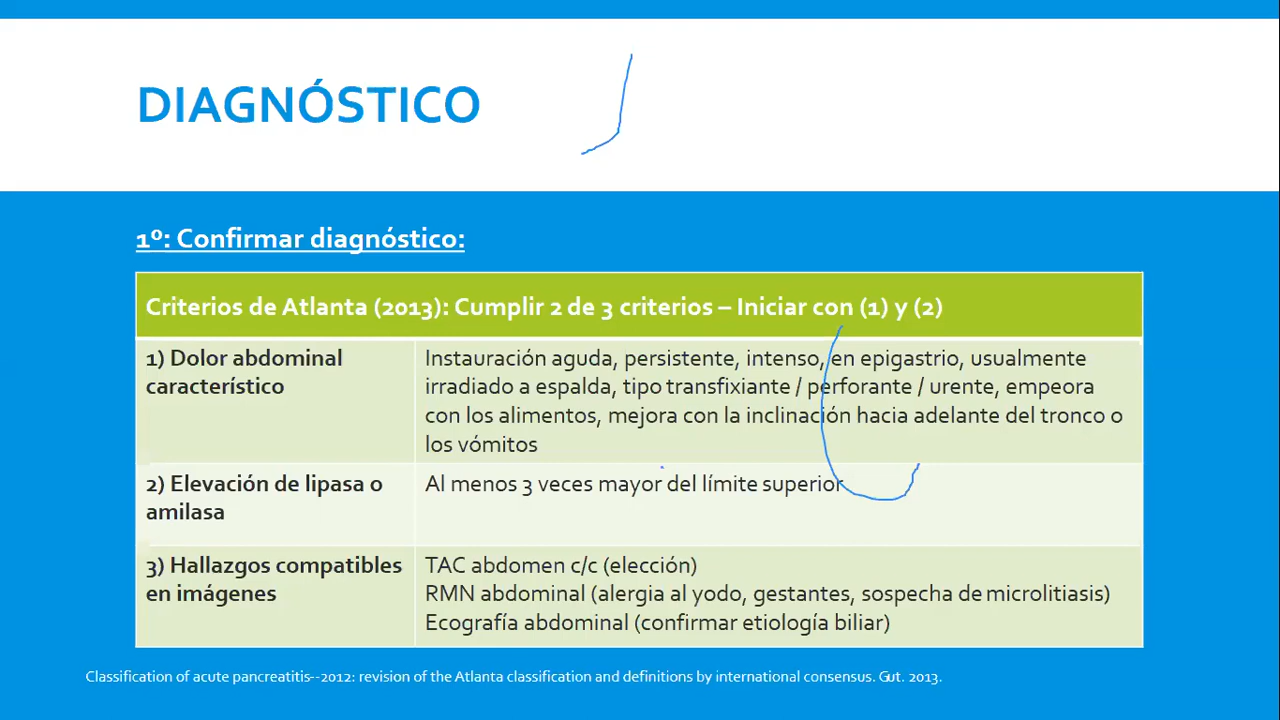 DIAGNÓSTICO
1º: Confirmar diagnóstico:
Criterios de Atlanta (2013): Cumplir 2 de 3 criterios – Iniciar con (1) y (2)
1) Dolor abdominal
característico
Instauración aguda, persistente, intenso, en epigastrio, usualmente
irradiado a espalda, tipo transfixiante / perforante / urente, empeora
con los alimentos, mejora con la inclinación hacia adelante del tronco o
los vómitos
2) Elevación de lipasa o
amilasa
Al menos 3 veces mayor del límite superior
3) Hallazgos compatibles
en imágenes
TAC abdomen c/c (elección)
RMN abdominal (alergia al yodo, gestantes, sospecha de microlitiasis)
Ecografía abdominal (confirmar etiología biliar)
Classification of acute pancreatitis--2012: revision of the Atlanta classification and definitions by international consensus. Gut. 2013.